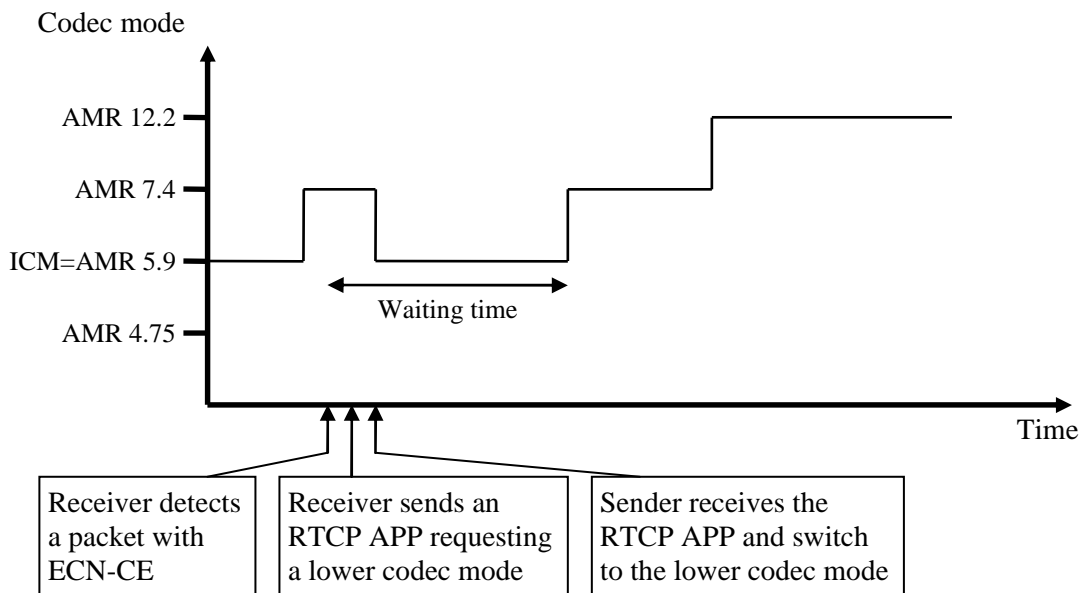 Codec mode
AMR 12.2
AMR 7.4
ICM=AMR 5.9
Waiting time
AMR 4.75
Time
Receiver detects
a packet with
ECN-CE
Receiver sends an
RTCP APP requesting
a lower codec mode
Sender receives the
RTCP APP and switch
to the lower codec mode